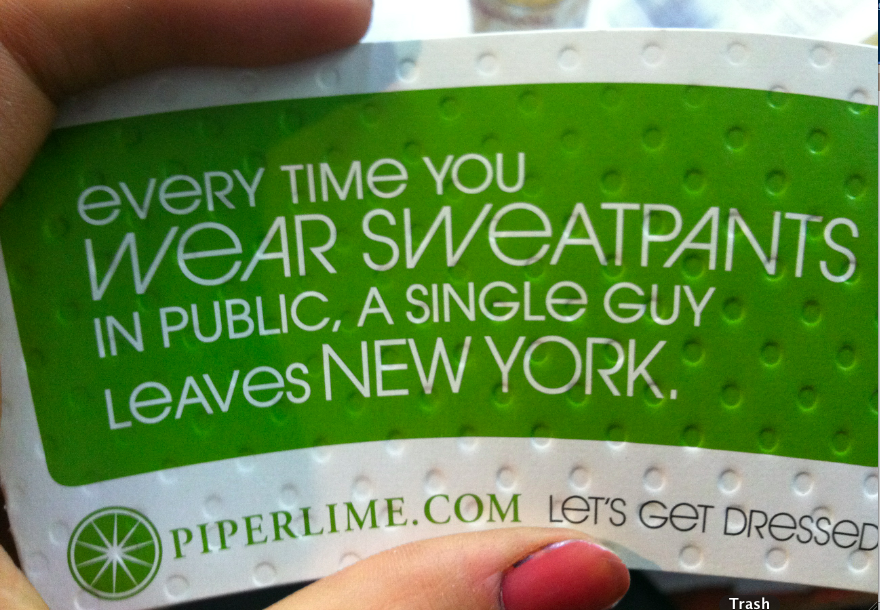 eVeRY TIMe YOU
WeAR SWeATPANTS
IN PUBLIC, A SINGLe GUY
LeAVes NEW YORK.
PIPERLIME.COM LeT'S GeT DRessED
Trash